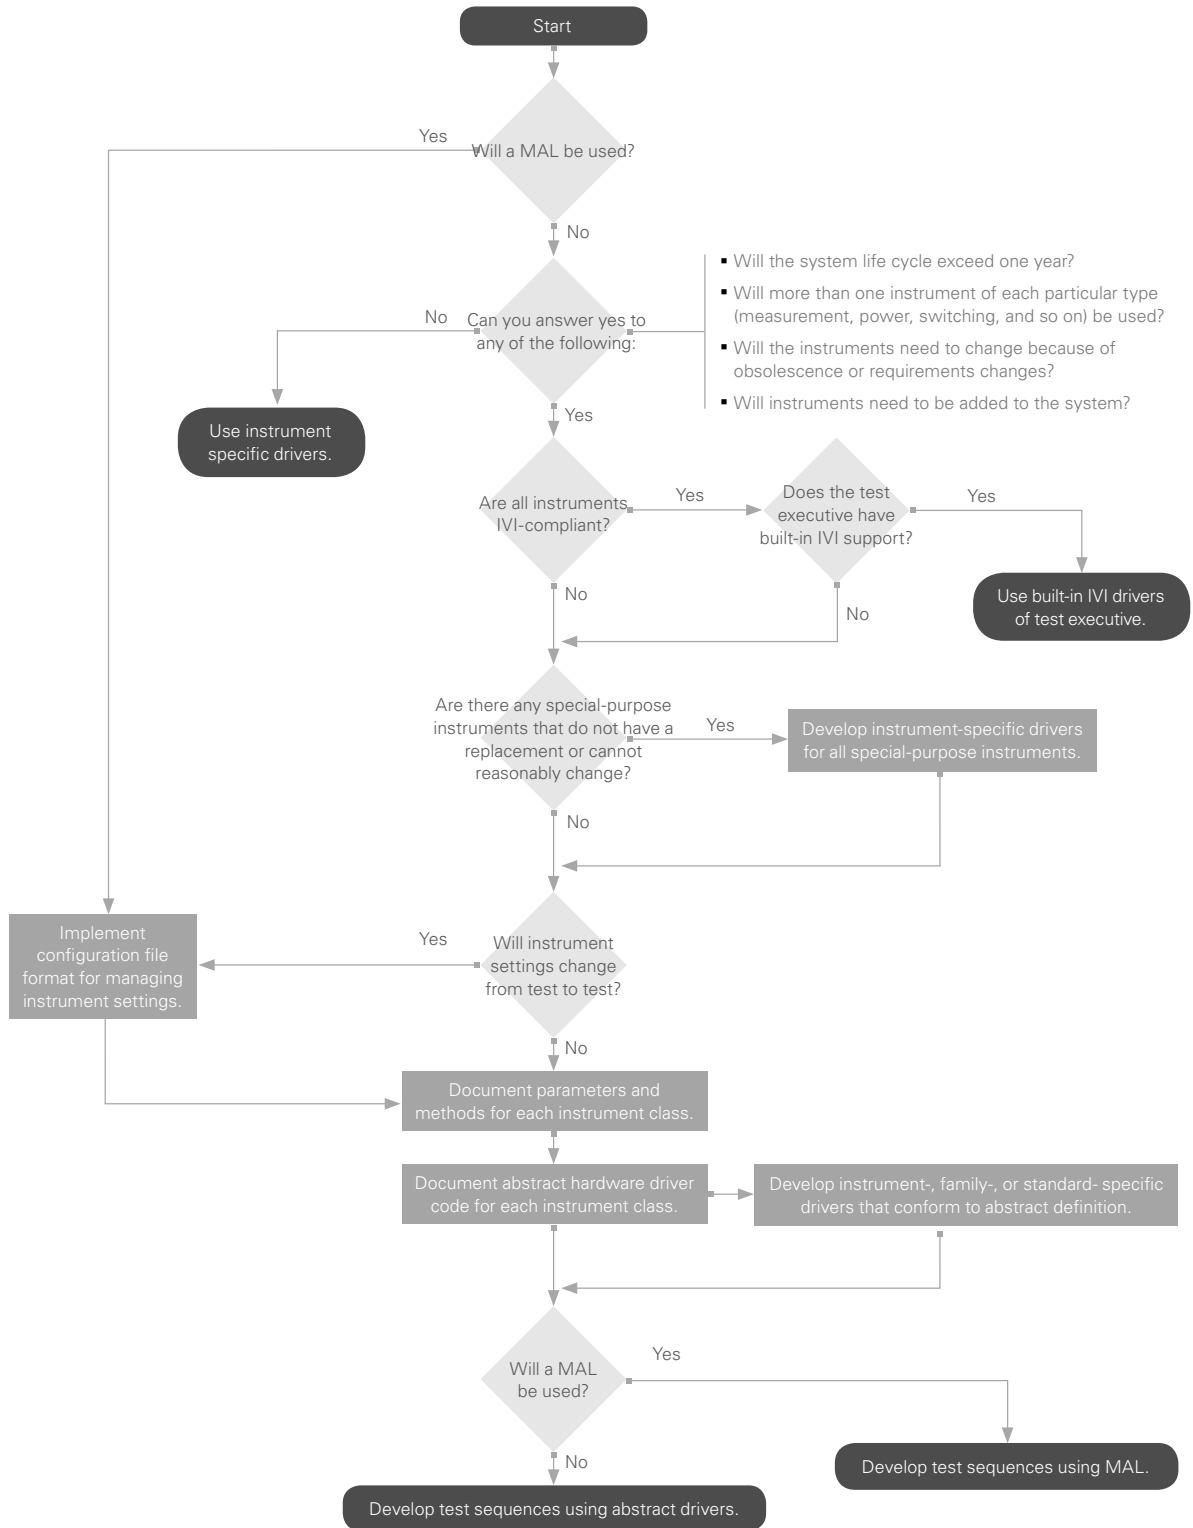 Start
Yes
Will a MAL be used?
No
▪ Will the system life cycle exceed one year?
▪ Will more than one instrument of each particular type
(measurement, power, switching, and so on) be used?
▪ Will the instruments need to change because of
obsolescence or requirements changes?
▪ Will instruments need to be added to the system?
No
Can you answer yes to
any of the following:
Yes
Use instrument
specific drivers.
Are all instruments
IVI-compliant?
Yes
Does the test
executive have
built-in IVI support?
Yes
No
No
Use built-in IVI drivers
of test executive.
Are there any special-purpose
instruments that do not have a
replacement or cannot
reasonably change?
Yes
Develop instrument-specific drivers
for all special-purpose instruments.
No
Implement
configuration file
format for managing
instrument settings.
Yes
Will instrument
settings change
from test to test?
No
Document parameters and
methods for each instrument class.
Document abstract hardware driver
code for each instrument class.
Develop instrument-, family-, or standard- specific
drivers that conform to abstract definition.
Will a MAL
be used?
Yes
No
Develop test sequences using MAL.
Develop test sequences using abstract drivers.